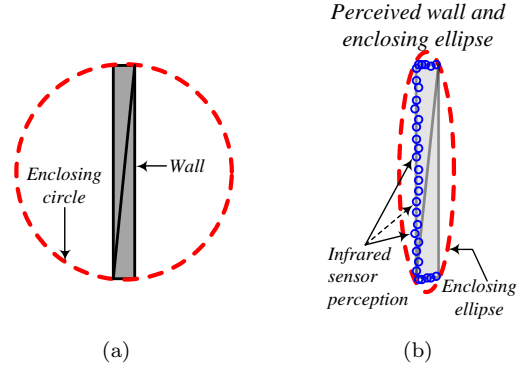 Enclosing
circle
Wall
(a)
Perceived wall and
enclosing ellipse
Infrared
sensor
perception
Enclosing
ellipse
(b)